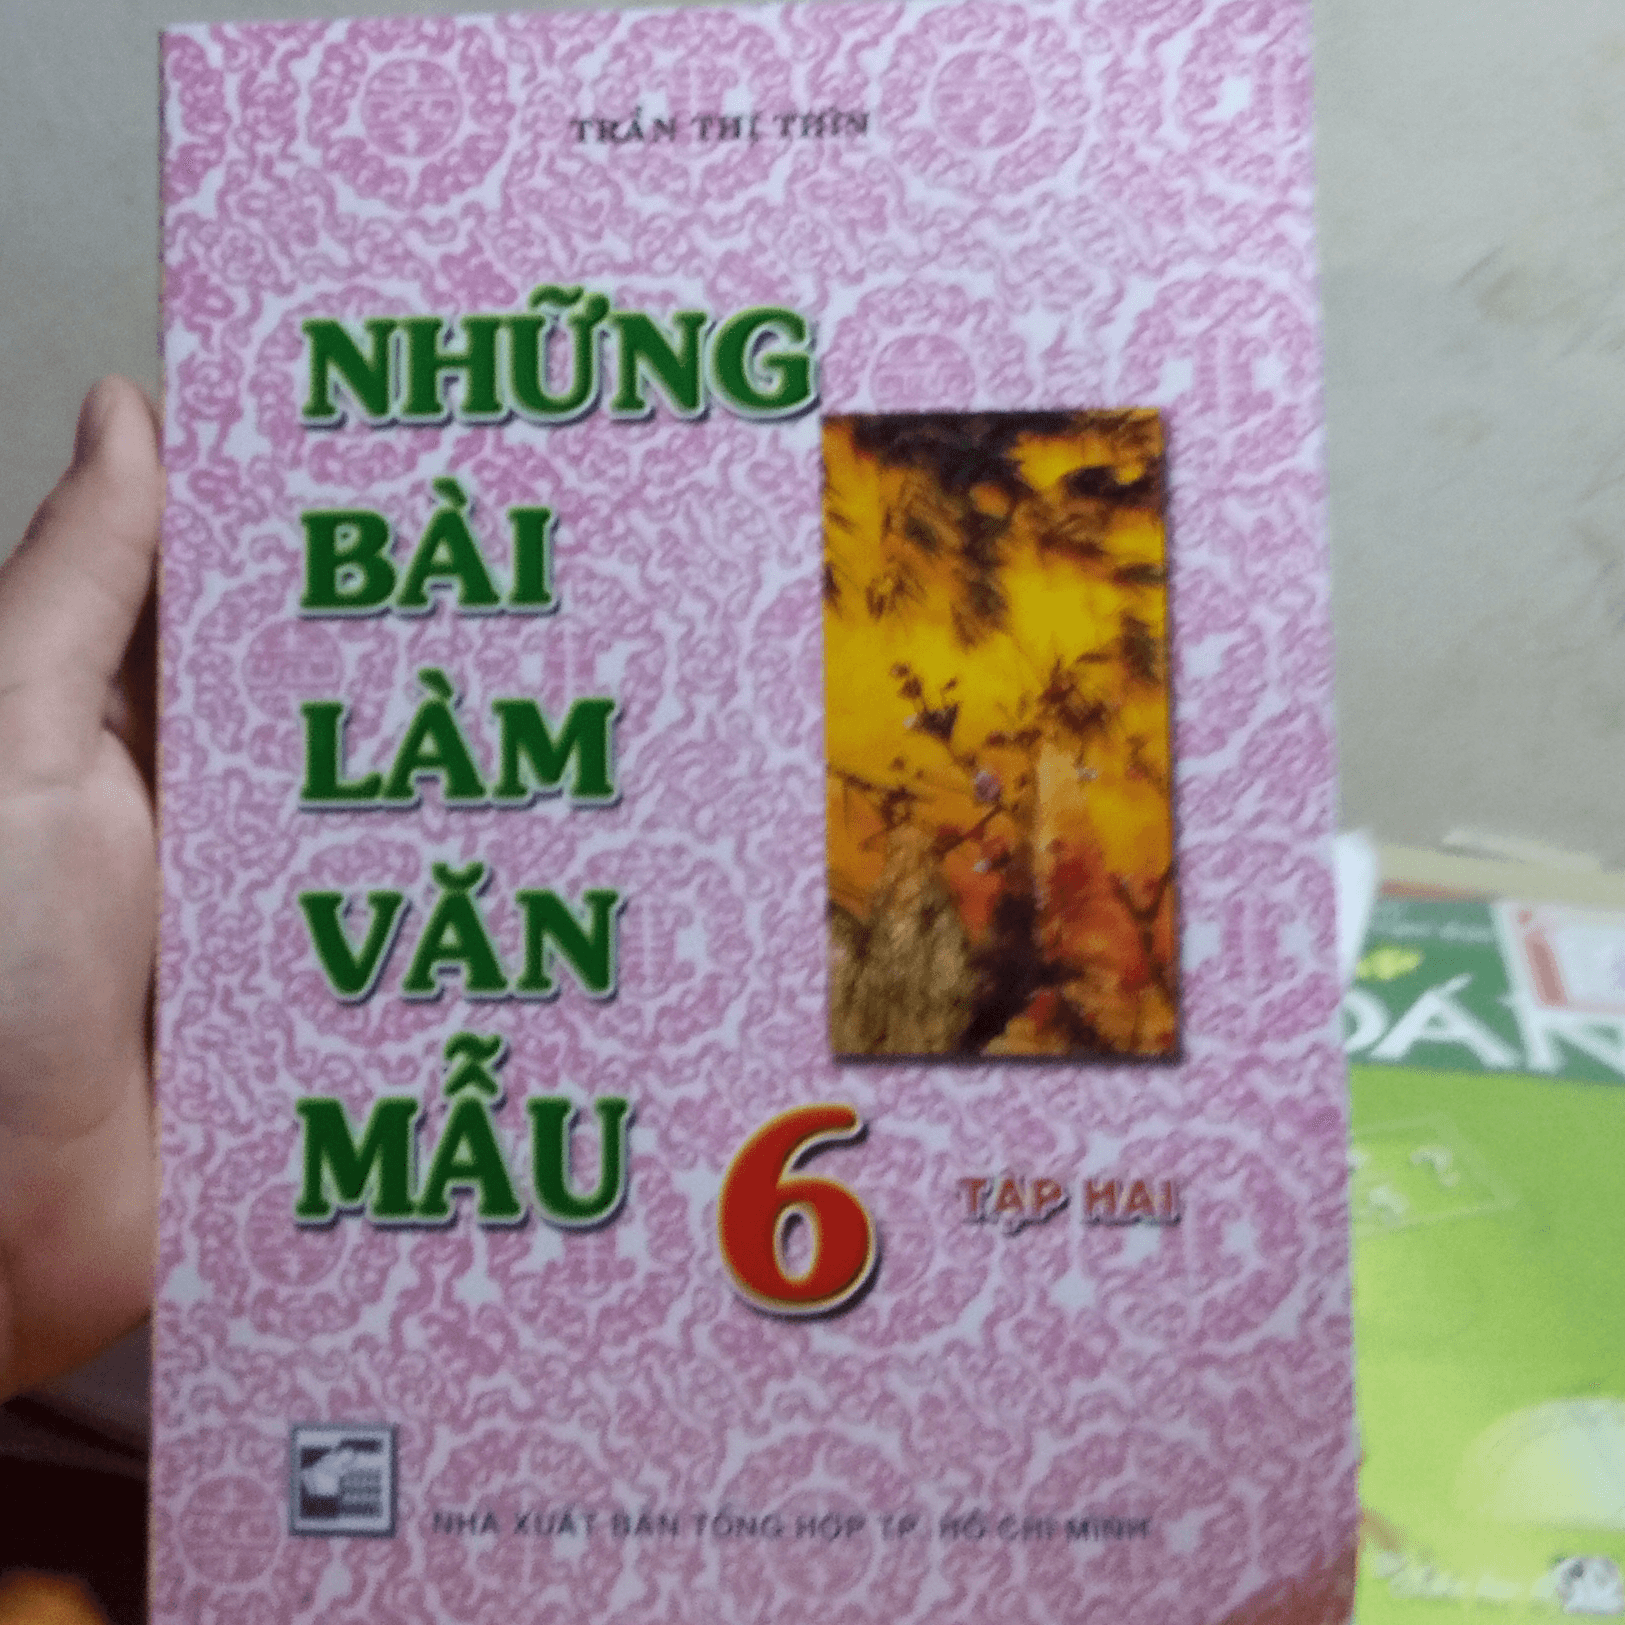 TRẦN THỊ THÌN
NHỮNG
BÀI
LÀM
VĂN
MẪU
6
TẬP HAI
NHÀ XUẤT BẢN TỔNG HỢP TP. HỒ CHÍ MINH